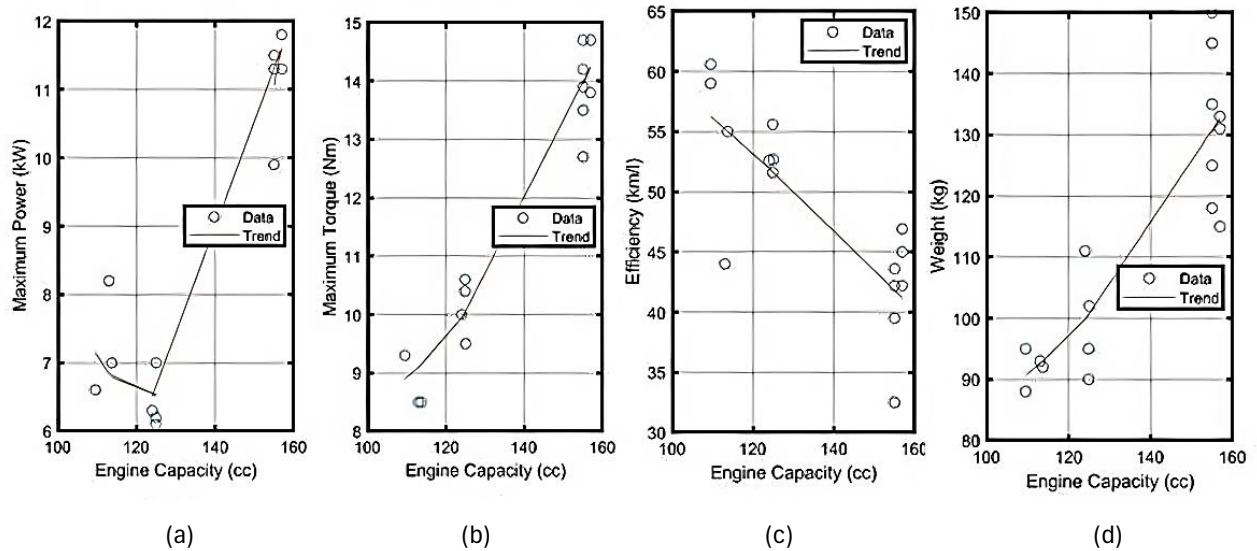 12
11
10
9
8
7
6
Maximum Power (kW)
Data
Trend
100
120
140
160
Engine Capacity (cc)
(a)
15
14
13
12
11
10
9
8
Maximum Torque (Nm)
Data
Trend
100
120
140
160
Engine Capacity (cc)
(b)
65
60
55
50
45
40
35
30
Efficiency (km/l)
Data
Trend
100
120
140
160
Engine Capacity (cc)
(c)
150
140
130
120
110
100
90
80
Weight (kg)
Data
Trend
100
120
140
160
Engine Capacity (cc)
(d)